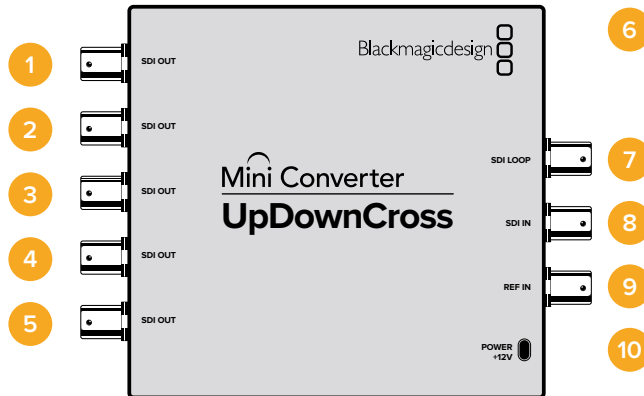 1
SDI OUT
2
SDI OUT
3
SDI OUT
4
SDI OUT
5
SDI OUT
Blackmagicdesign
Mini Converter
UpDownCross
6
SDI LOOP
7
SDI IN
8
REF IN
9
POWER
+12V
10